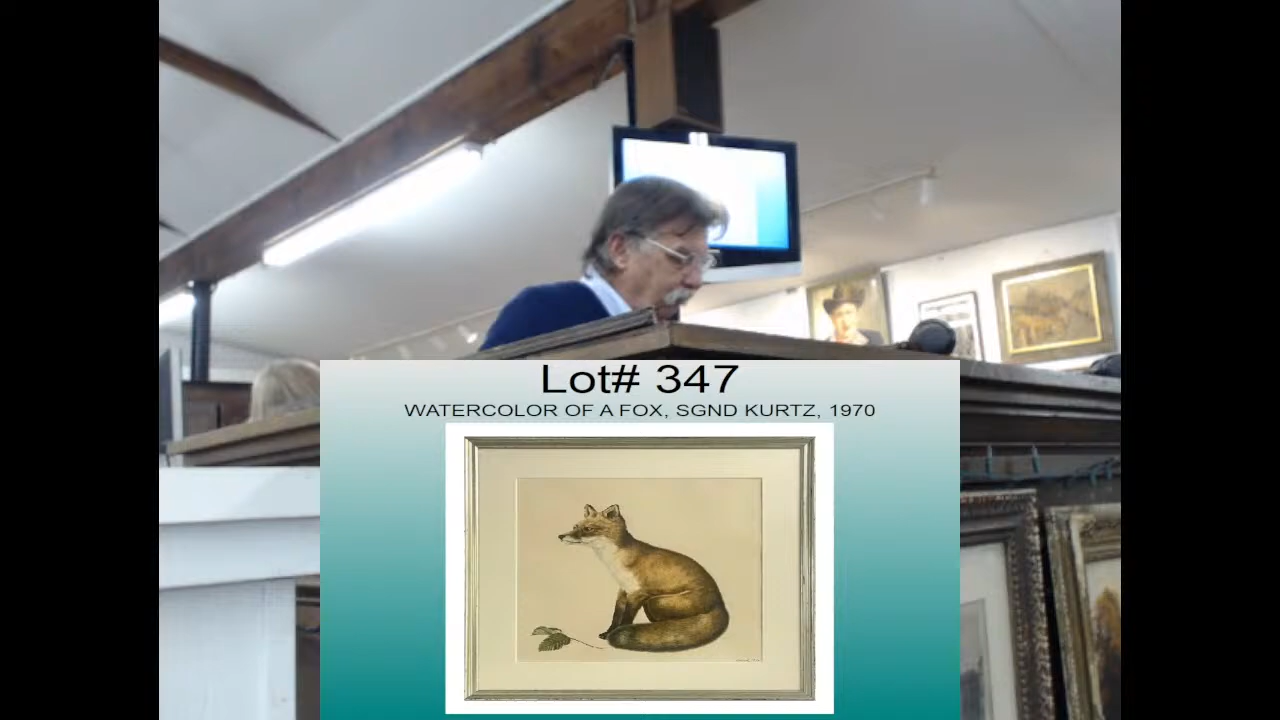 Lot# 347
WATERCOLOR OF A FOX, SGND KURTZ, 1970